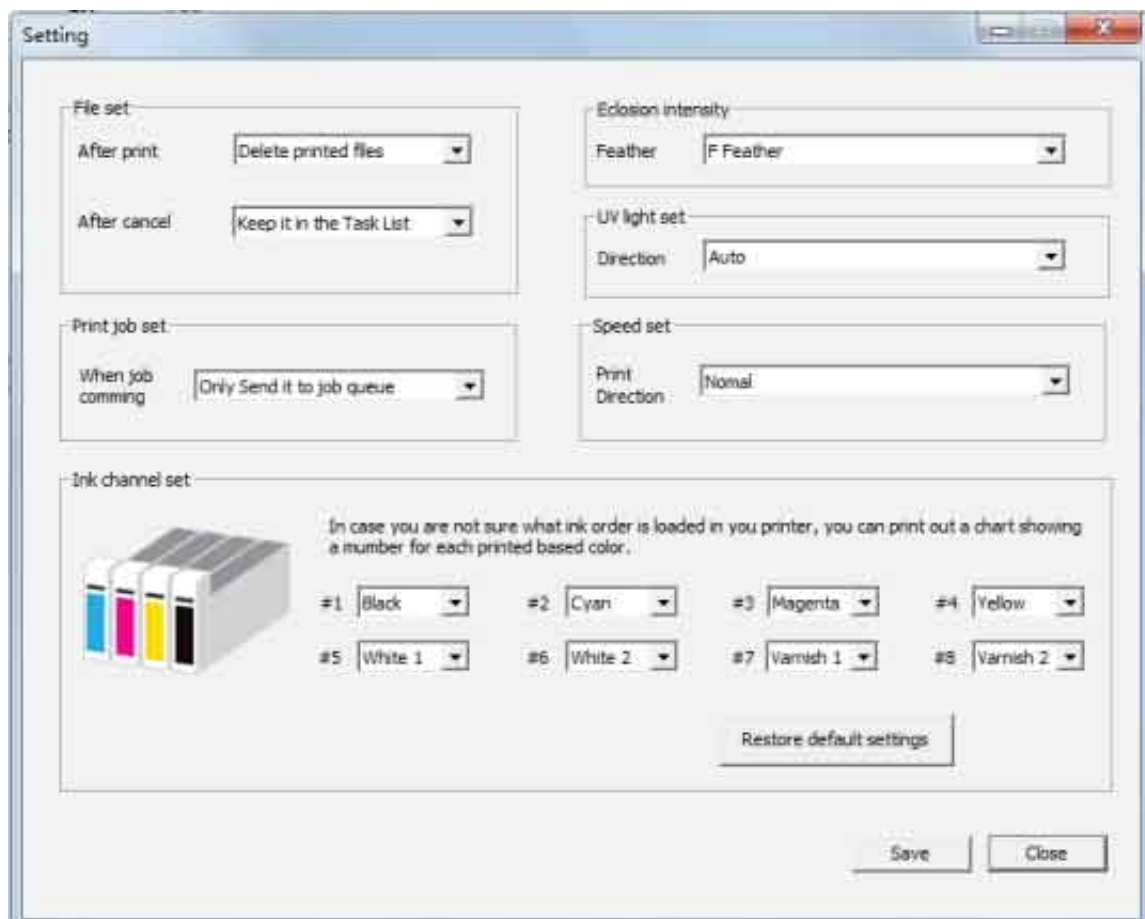 Setting
File set
After print
Delete printed files
After cancel
Keep it in the Task List
Eclosion intensity
Feather
F Feather
UV light set
Direction
Auto
Print job set
When job
comming
Only Send it to job queue
Speed set
Print
Direction
Nomal
Ink channel set
In case you are not sure what ink order is loaded in you printer, you can print out a chart showing
a mumber for each printed based color.
#1 Black #2 Cyan #3 Magenta #4 Yellow
#5 White 1 #6 White 2 #7 Varnish 1 #8 Varnish 2
Restore default settings
Save Close